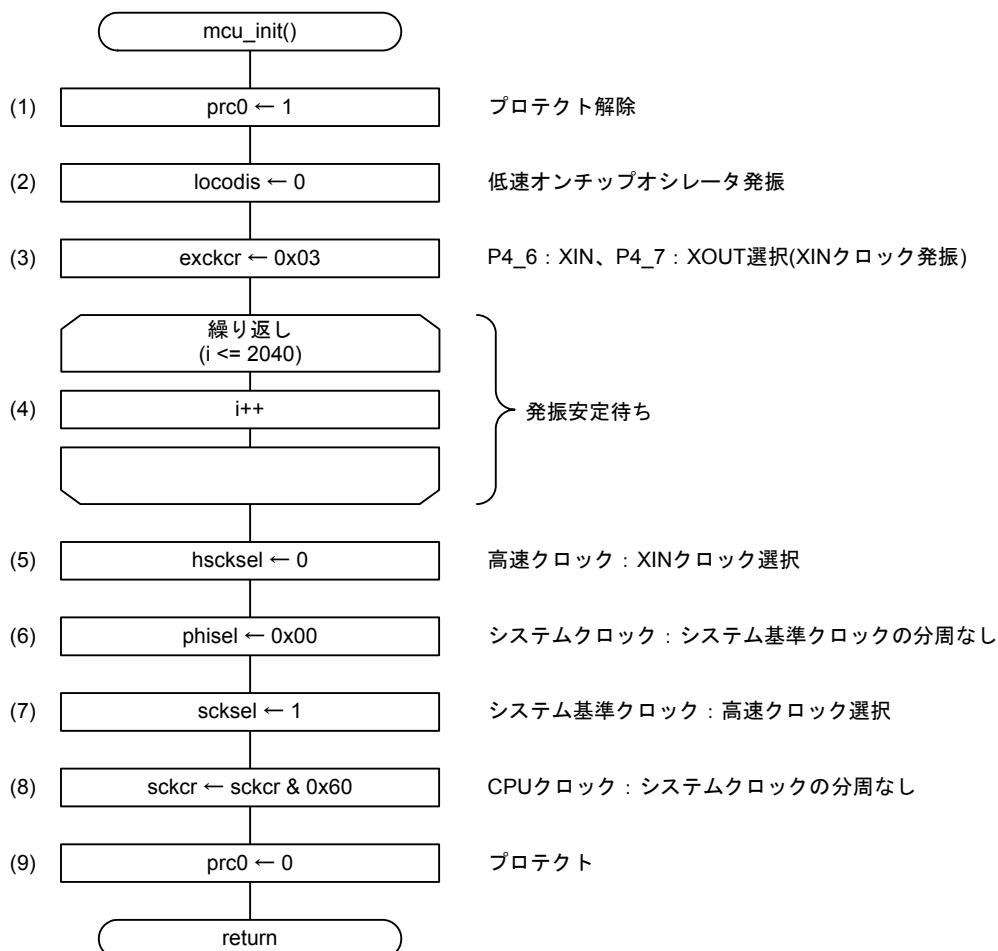 mcu_init()
(1) prc0 ← 1 プロテクト解除
(2) locodis ← 0 低速オンチップオシレータ発振
(3) exckcr ← 0x03 P4_6：XIN、P4_7：XOUT選択(XINクロック発振)
繰り返し
(i <= 2040)
(4) i++ 発振安定待ち
(5) hscksel ← 0 高速クロック：XINクロック選択
(6) phisel ← 0x00 システムクロック：システム基準クロックの分周なし
(7) scksel ← 1 システム基準クロック：高速クロック選択
(8) sckcr ← sckcr & 0x60 CPUクロック：システムクロックの分周なし
(9) prc0 ← 0 プロテクト
return